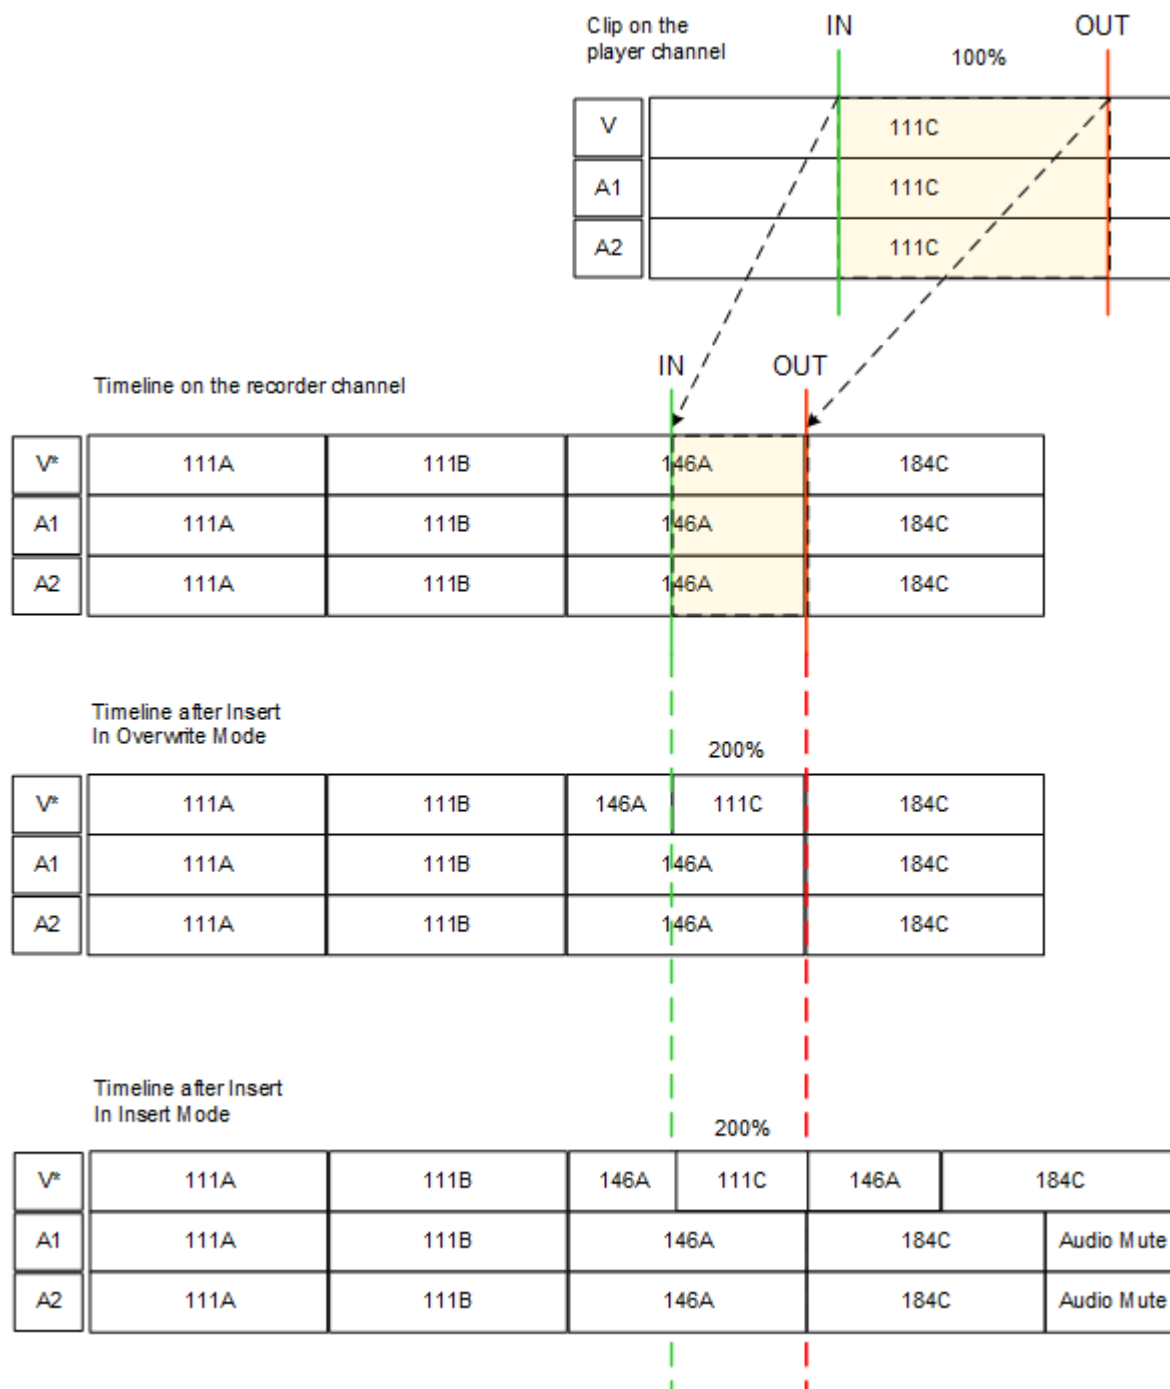 Clip on the
player channel
IN
OUT
100%
V
111C
A1
111C
A2
111C
IN
OUT
Timeline on the recorder channel
V* 111A 111B 146A 184C
A1 111A 111B 146A 184C
A2 111A 111B 146A 184C
Timeline after Insert
In Overwrite Mode
200%
V* 111A 111B 146A 111C 184C
A1 111A 111B 146A 184C
A2 111A 111B 146A 184C
Timeline after Insert
In Insert Mode
200%
V* 111A 111B 146A 111C 146A 184C
A1 111A 111B 146A 184C Audio Mute
A2 111A 111B 146A 184C Audio Mute